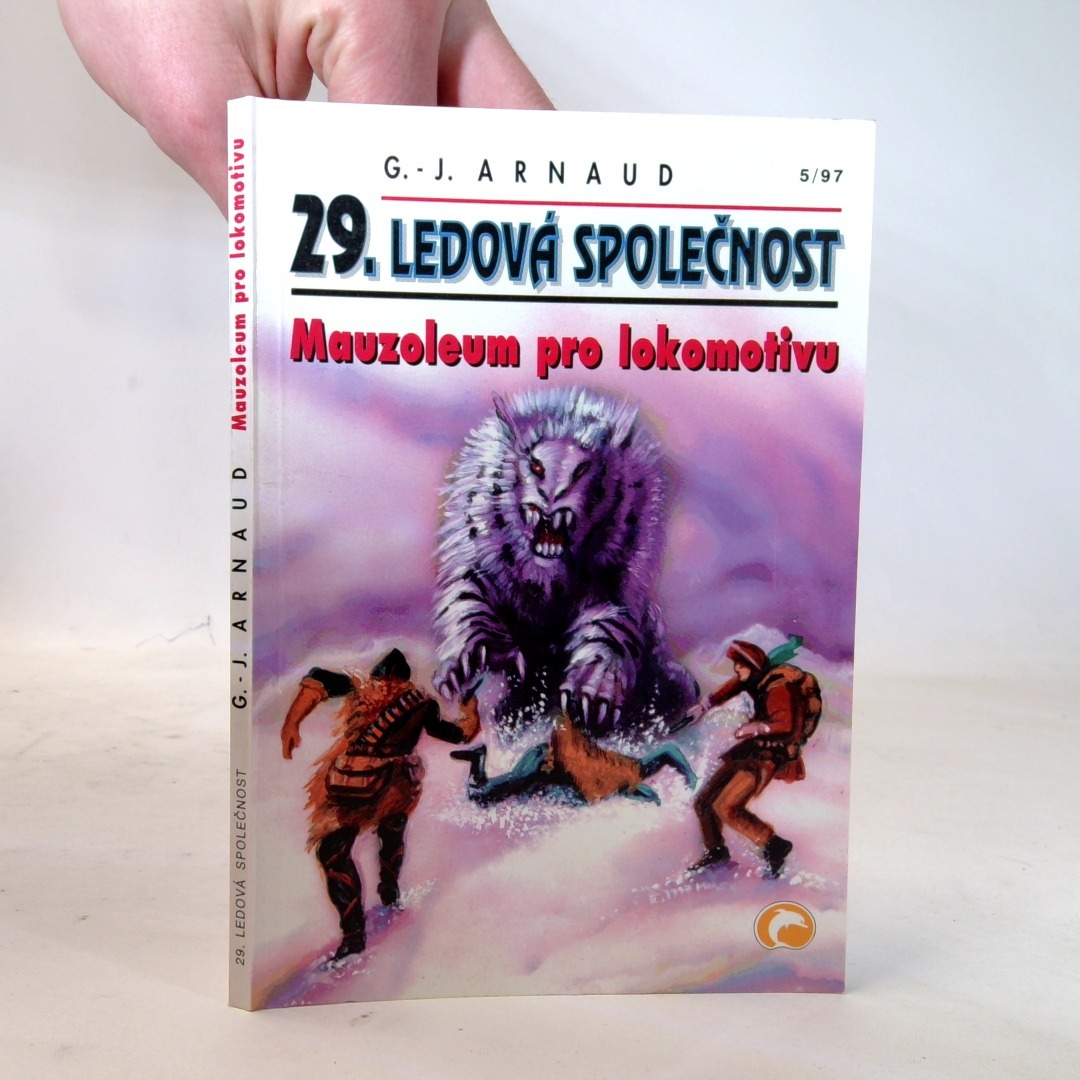 G.-J. ARNAUD
5/97
29. LEDOVÁ SPOLEČNOST
Mauzoleum pro lokomotivu
29. LEDOVÁ SPOLEČNOST G.-J. ARNAUD Mauzoleum pro lokomotivu